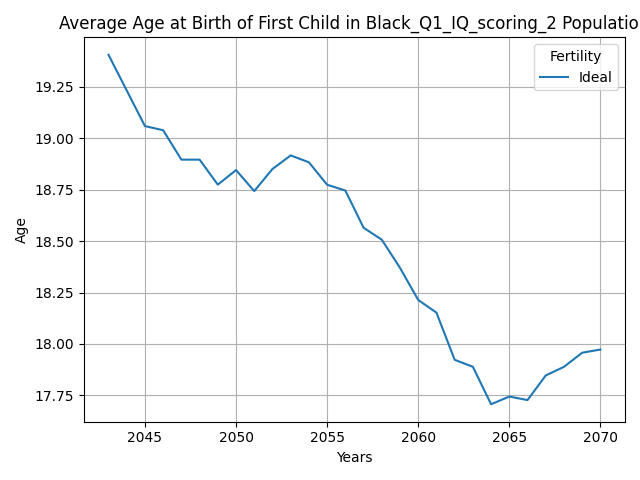 Average Age at Birth of First Child in Black_Q1_IQ_scoring_2 Populatio
Fertility
Ideal
19.25
19.00
18.75
18.50
18.25
18.00
17.75
Age
2045 2050 2055 2060 2065 2070
Years